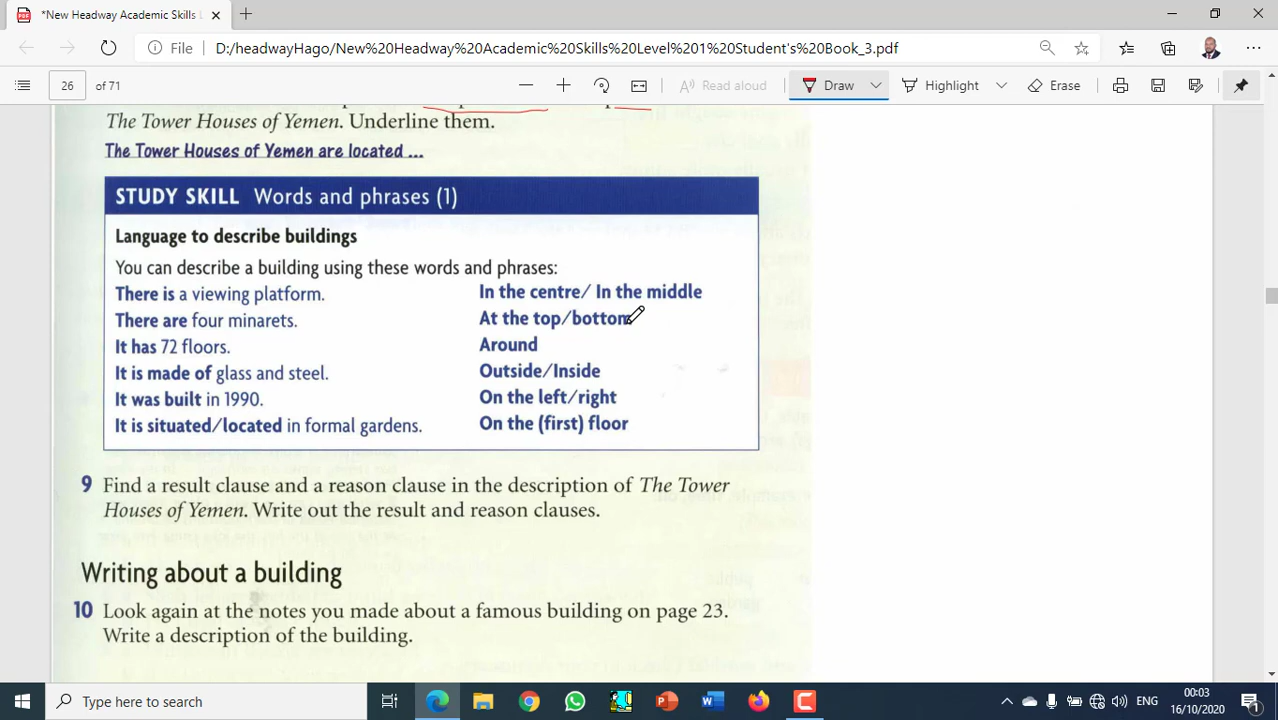 *New Headway Academic Skills L
File
D:/headwayHago/New%20Headway%20Academic%20Skills%20Level%201%20Student's%20Book_3.pdf
26 of 71
Read aloud
Draw
Highlight
Erase
The Tower Houses of Yemen. Underline them.
The Tower Houses of Yemen are located ...
STUDY SKILL Words and phrases (1)
Language to describe buildings
You can describe a building using these words and phrases:
There is a viewing platform.
There are four minarets.
It has 72 floors.
It is made of glass and steel.
It was built in 1990.
It is situated/located in formal gardens.
In the centre/ In the middle
At the top/bottom
Around
Outside/Inside
On the left/right
On the (first) floor
9 Find a result clause and a reason clause in the description of The Tower
Houses of Yemen. Write out the result and reason clauses.
Writing about a building
10 Look again at the notes you made about a famous building on page 23.
Write a description of the building.
Type here to search
ENG
00:03
16/10/2020